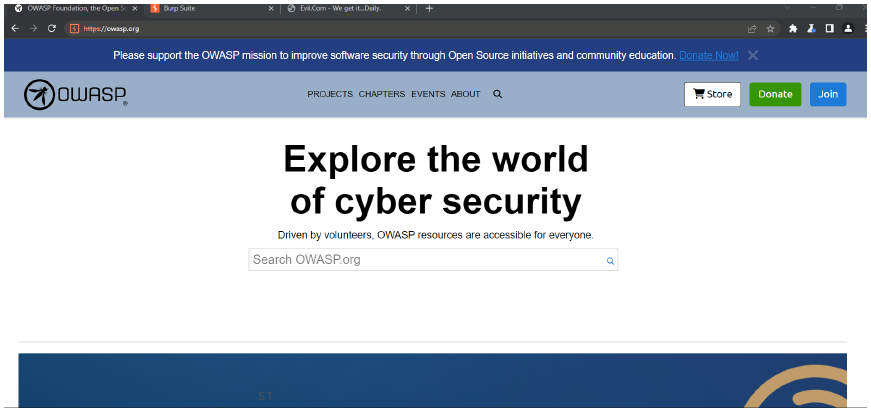 OWASP Foundation, the Open S
Burp Suite
Evil.Com - We get it...Daily.
https://owasp.org
Please support the OWASP mission to improve software security through Open Source initiatives and community education. Donate Now!
OWASP®
PROJECTS CHAPTERS EVENTS ABOUT
Store
Donate
Join
Explore the world
of cyber security
Driven by volunteers, OWASP resources are accessible for everyone.
Search OWASP.org
ST